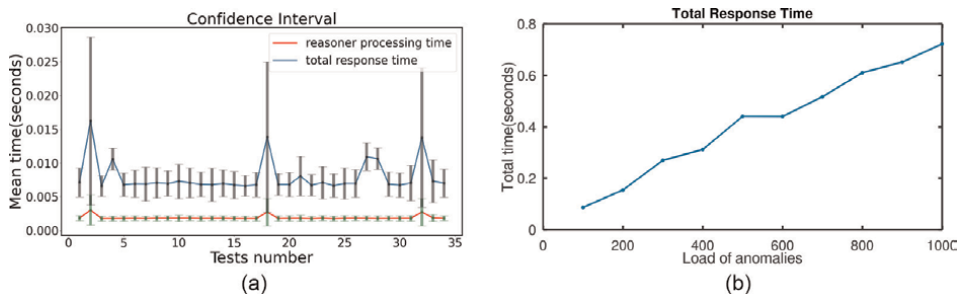 Confidence Interval
0.030
0.025
0.020
0.015
0.010
0.005
0.000
Mean time(seconds)
reasoner processing time
total response time
0 5 10 15 20 25 30 35
Tests number
(a)
Total Response Time
0.8
0.6
0.4
0.2
0
Total time(seconds)
0 200 400 600 800 1000
Load of anomalies
(b)